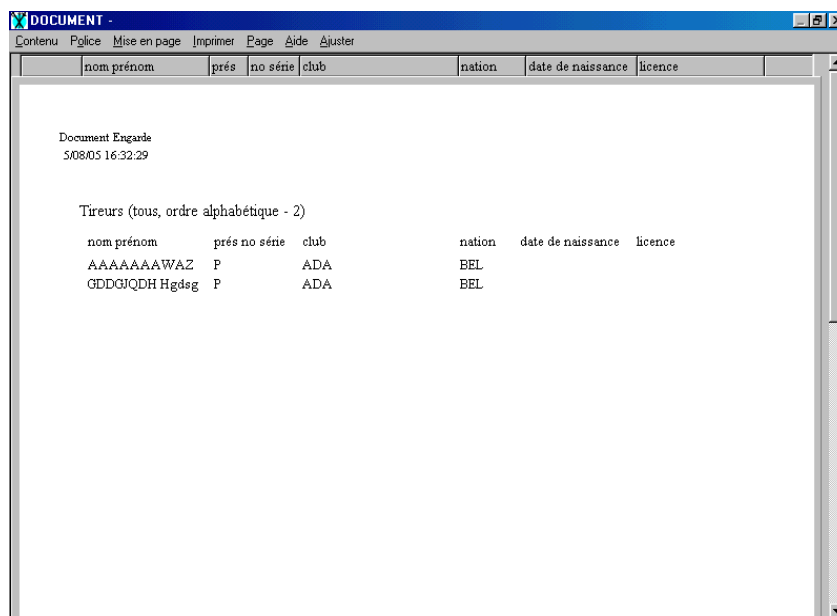 DOCUMENT -
Contenu Police Mise en page Imprimer Page Aide Ajuster
nom prénom prés no série club nation date de naissance licence
Document Engarde
5/08/05 16:32:29
Tireurs (tous, ordre alphabétique - 2)
nom prénom prés no série club nation date de naissance licence
AAAAAAAWAZ P ADA BEL
GDDGJQDH Hgdsg P ADA BEL